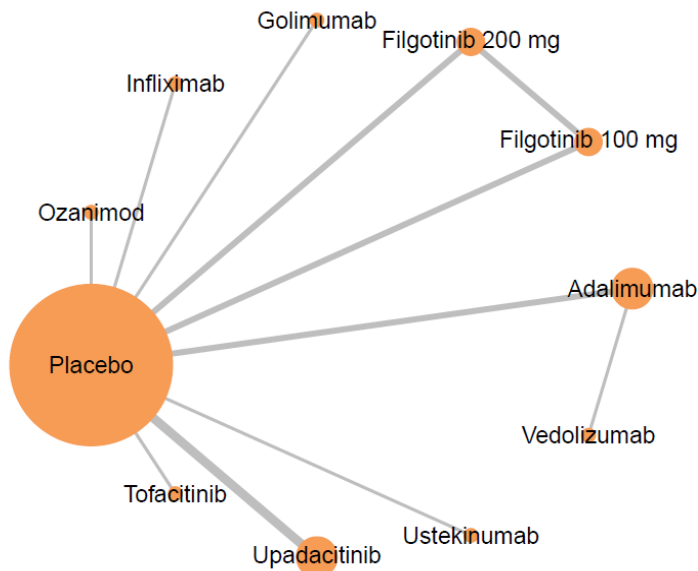 Golimumab
Filgotinib 200 mg
Infliximab
Filgotinib 100 mg
Ozanimod
Adalimumab
Placebo
Vedolizumab
Tofacitinib
Ustekinumab
Upadacitinib